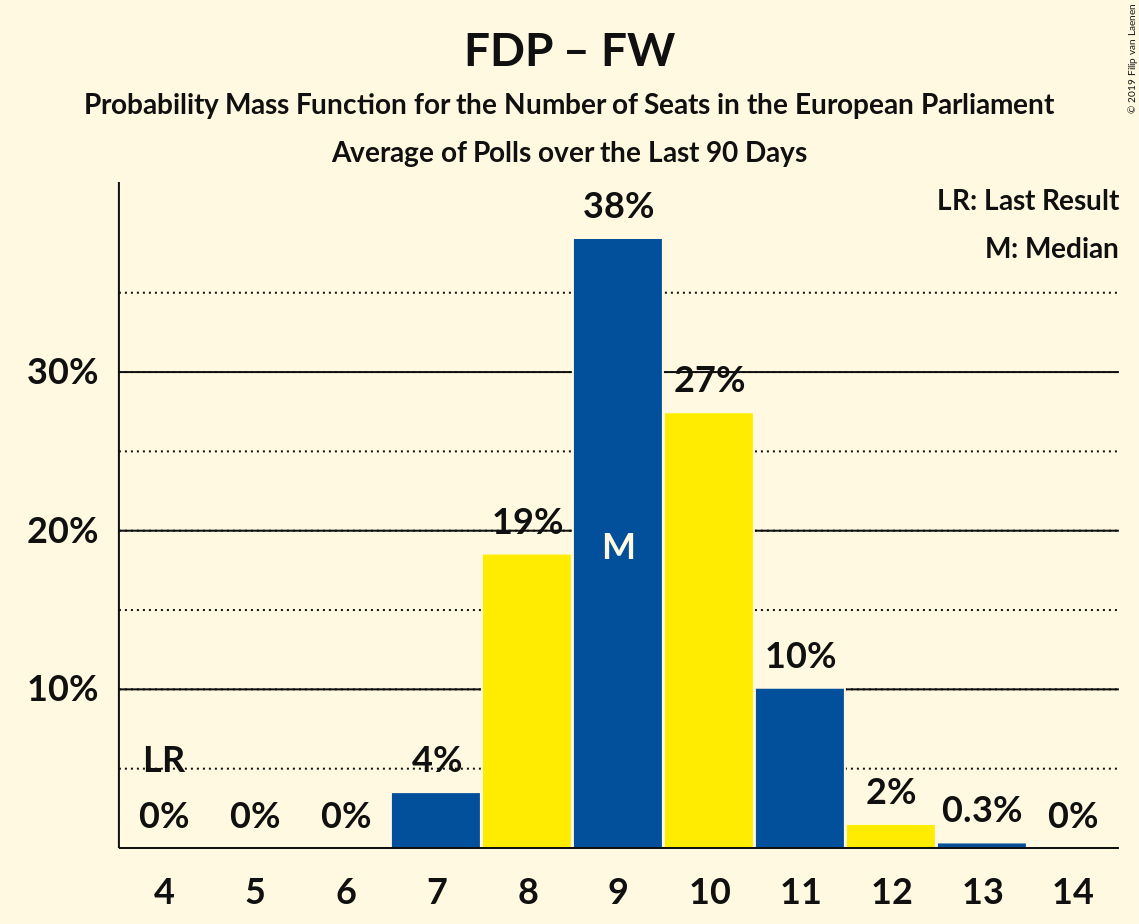 FDP – FW
Probability Mass Function for the Number of Seats in the European Parliament
Average of Polls over the Last 90 Days
© 2019 Filip van Laenen
LR: Last Result
M: Median
38%
30%
27%
20%
19%
M
10%
10%
LR
4%
2%
0.3%
0%
0%
0%
0%
4 5 6 7 8 9 10 11 12 13 14